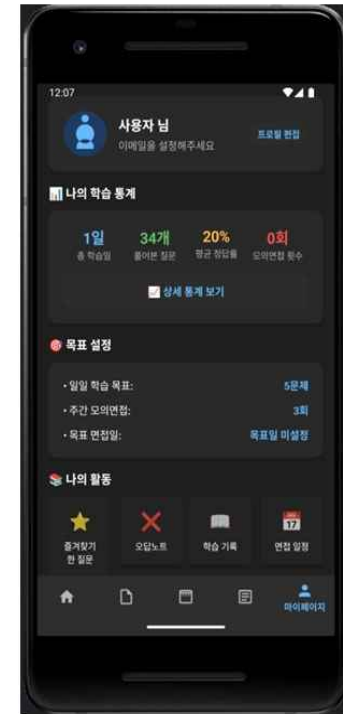 12:07
사용자 님
이메일을 설정해주세요
프로필 편집
나의 학습 통계
1일 34개 20% 0회
총 학습일 풀어본 질문 평균 정답률 모의면접 횟수
상세 통계 보기
목표 설정
• 일일 학습 목표: 5문제
• 주간 모의면접: 3회
• 목표 면접일: 목표일 미설정
나의 활동
17
즐겨찾기 오답노트 학습 기록 면접 일정
한 질문
마이페이지